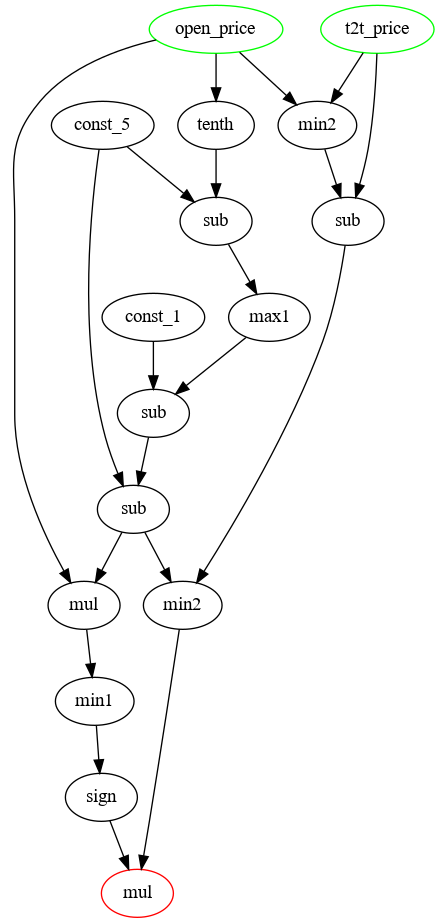 open_price
t2t_price
const_5
tenth
min2
sub
sub
const_1
max1
sub
sub
mul
min2
min1
sign
mul